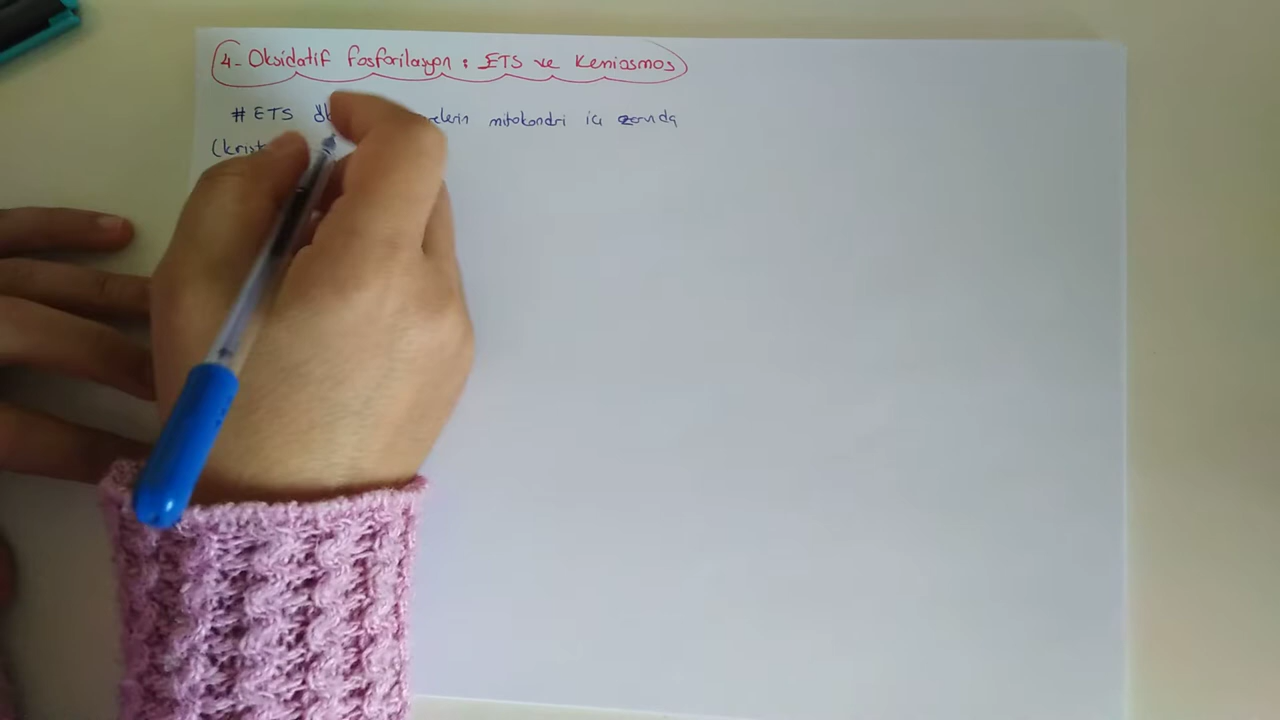 4- Oksidatif fosforilasyon : ETS ve Kemiosmos
# ETS mitokondri iç zarında